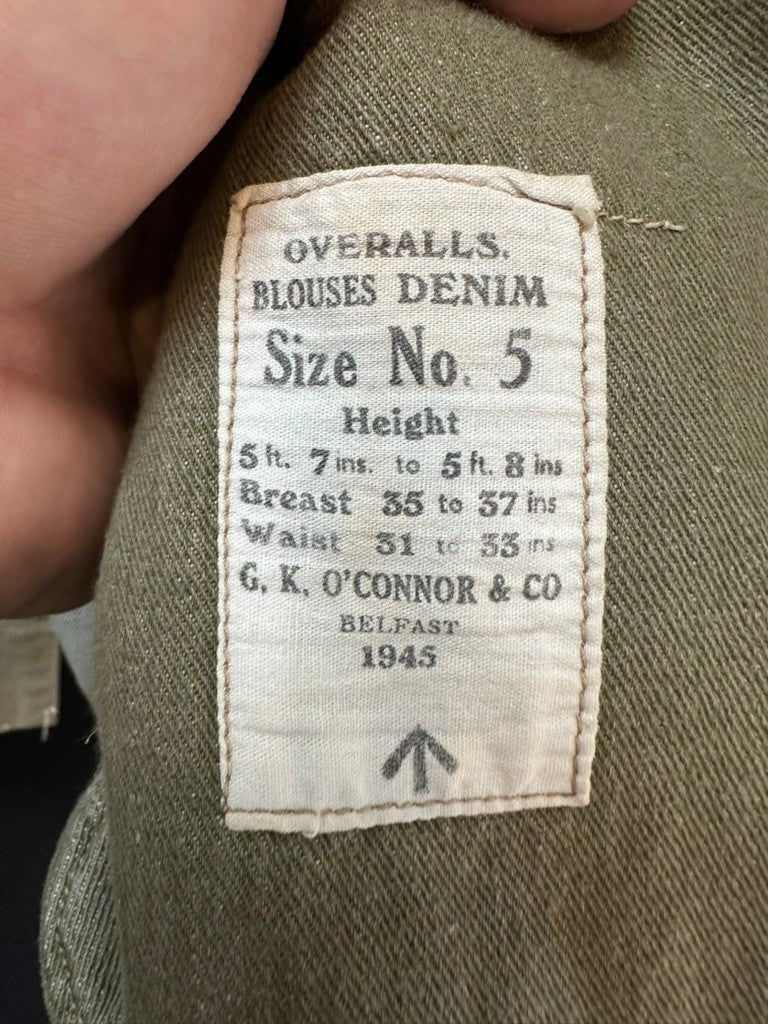 OVERALLS.
BLOUSES DENIM
Size No. 5
Height
5 ft. 7 ins. to 5 ft. 8 ins
Breast 35 to 37 ins
Waist 31 to 33 ins
G. K. O'CONNOR & CO
BELFAST
1945